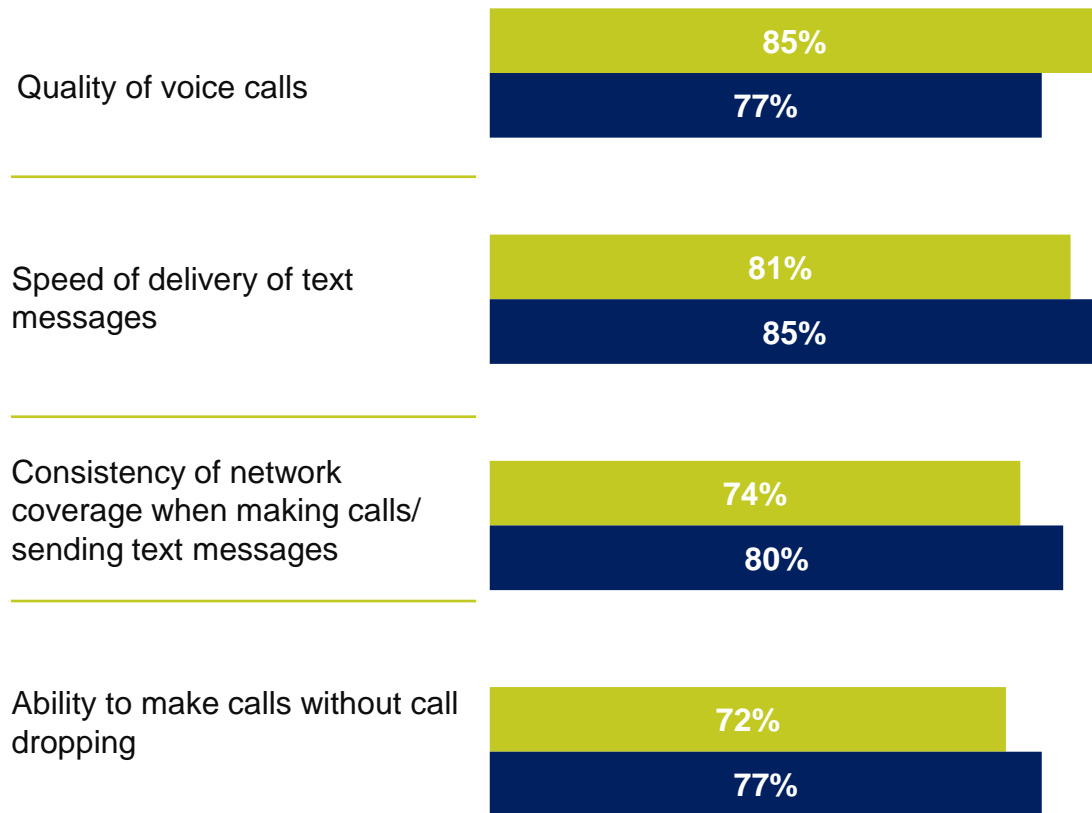 85%
Quality of voice calls
77%
81%
Speed of delivery of text
messages
85%
Consistency of network
coverage when making calls/
sending text messages
74%
80%
Ability to make calls without call
dropping
72%
77%